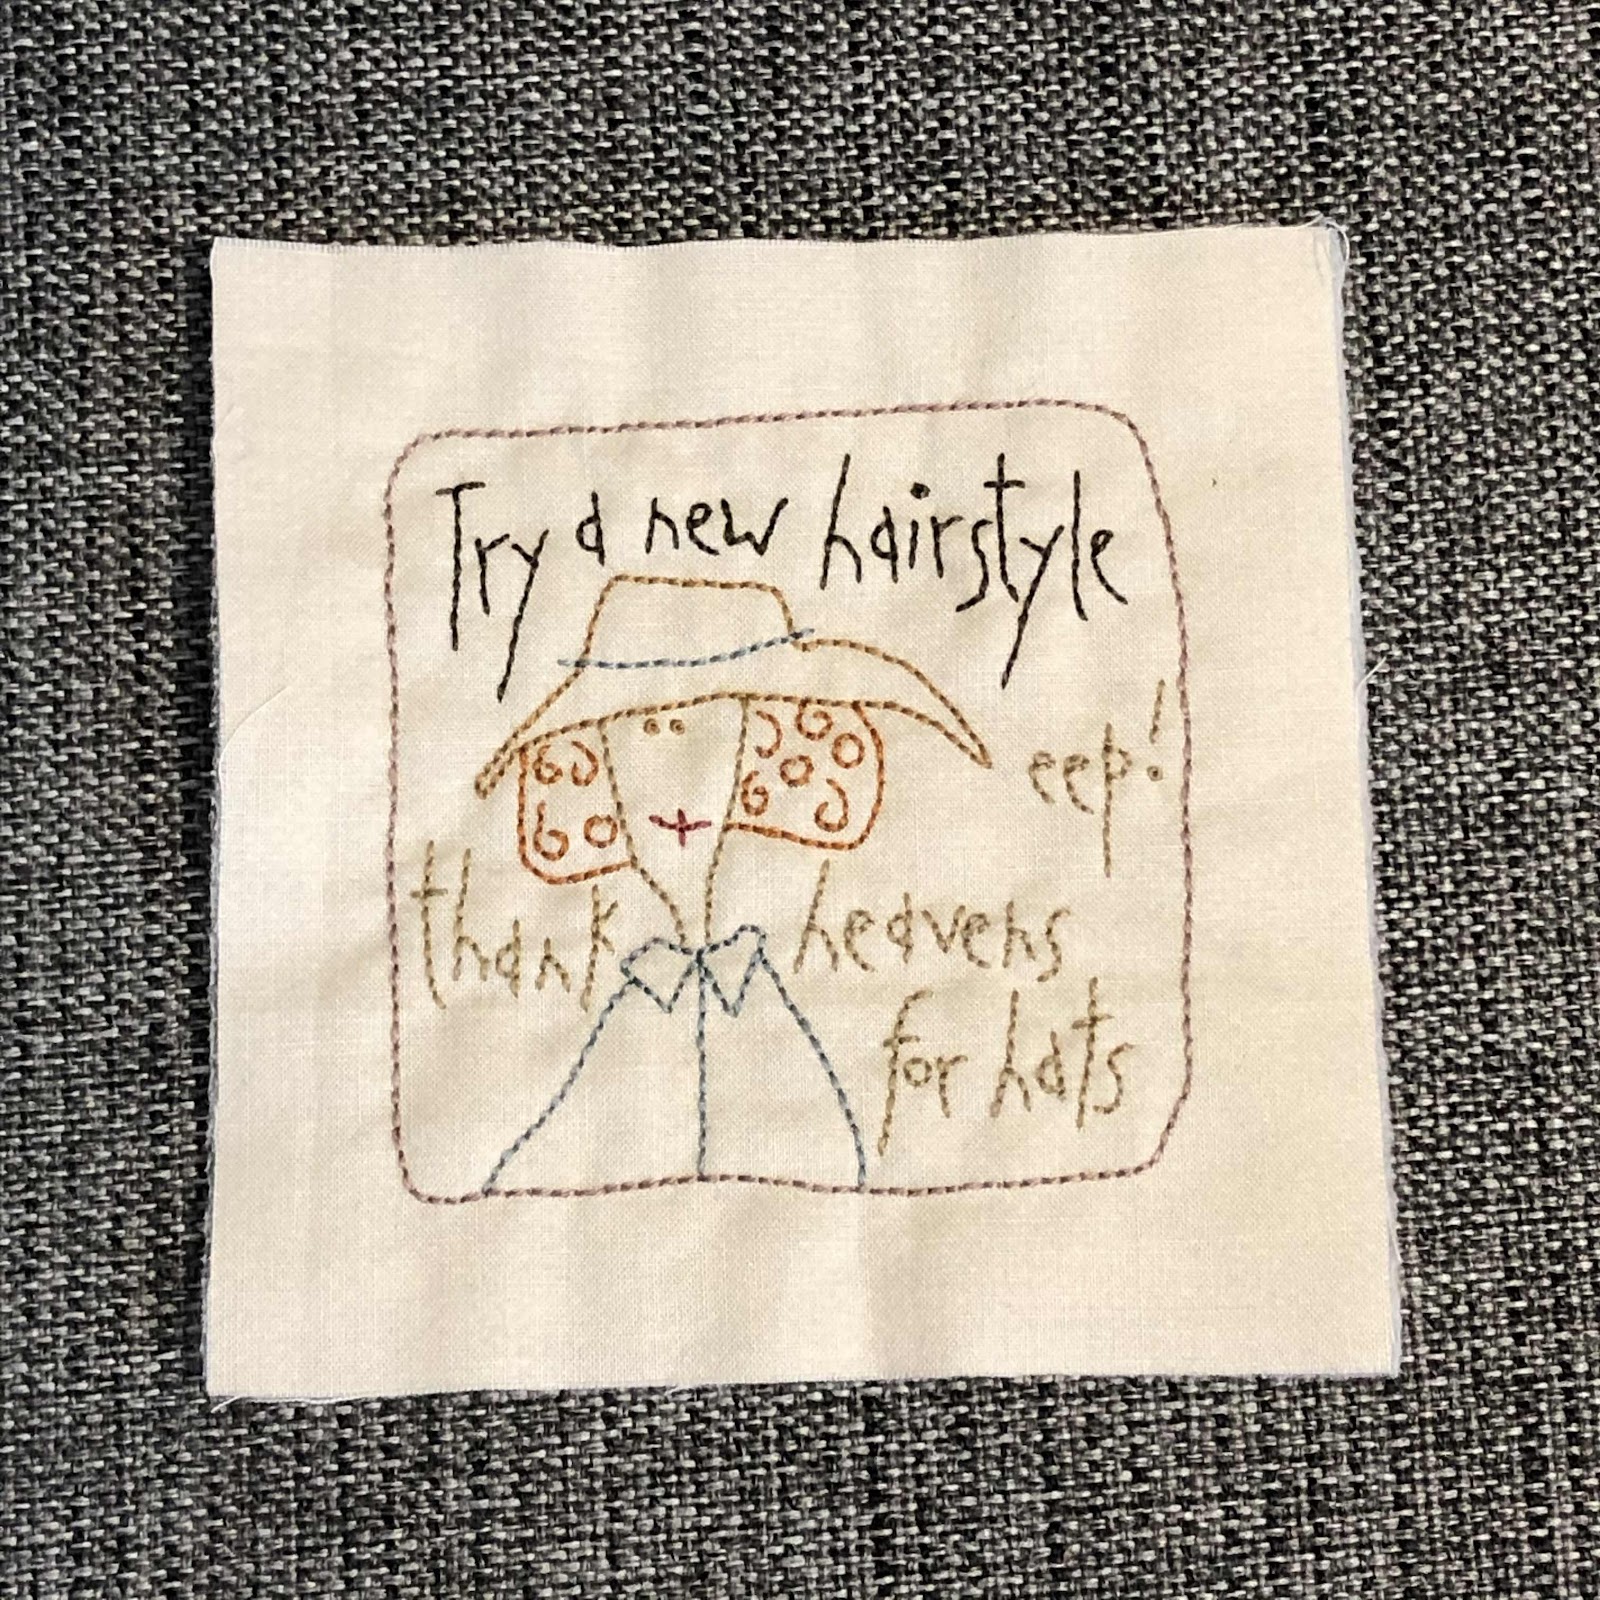 Try a new hairstyle
eep!
thank heavens
for hats